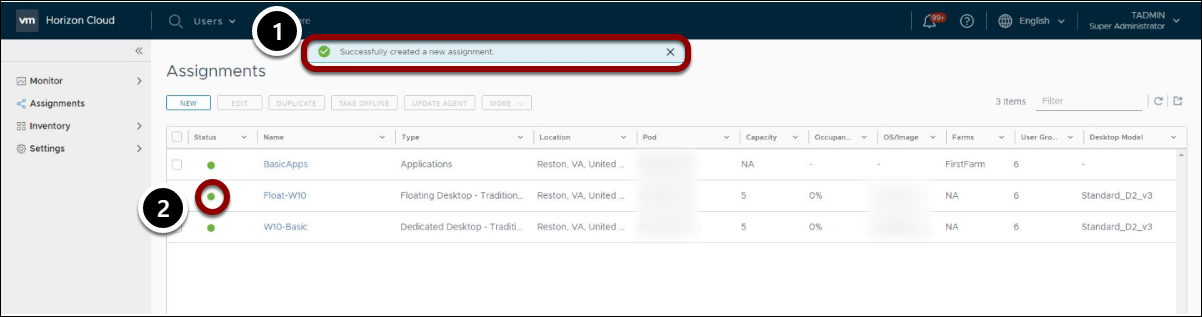 vm Horizon Cloud Users ere 99+ English TADMIN
Super Administrator
1
Successfully created a new assignment.
Assignments
Monitor
Assignments
Inventory
Settings
NEW EDIT DUPLICATE TAKE OFFLINE UPDATE AGENT MORE 3 Items Filter
Status Name Type Location Pod Capacity Occupan... OS/Image Farms User Gro... Desktop Model
BasicApps Applications Reston, VA, United ... NA - - FirstFarm 6 -
Float-W10 Floating Desktop - Tradition... Reston, VA, United ... 5 0% NA 6 Standard_D2_v3
2
W10-Basic Dedicated Desktop - Traditi... Reston, VA, United ... 5 0% NA 6 Standard_D2_v3